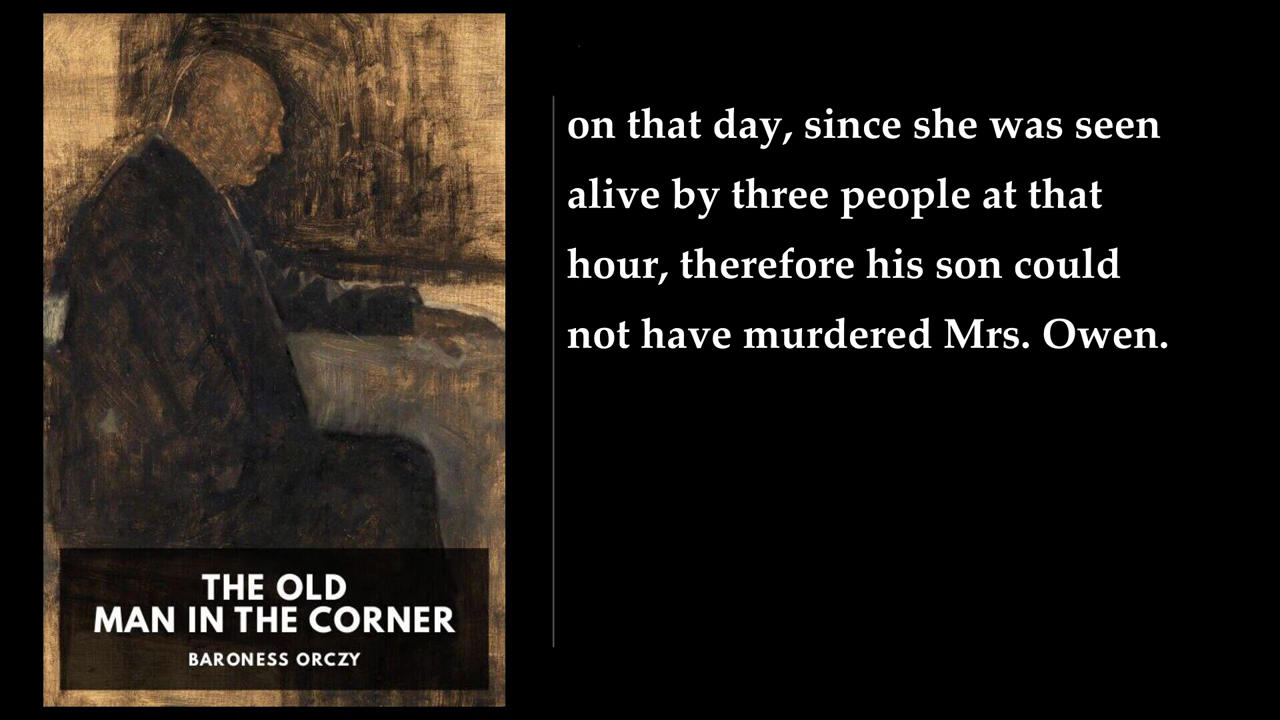 THE OLD
MAN IN THE CORNER
BARONESS ORCZY
on that day, since she was seen
alive by three people at that
hour, therefore his son could
not have murdered Mrs. Owen.